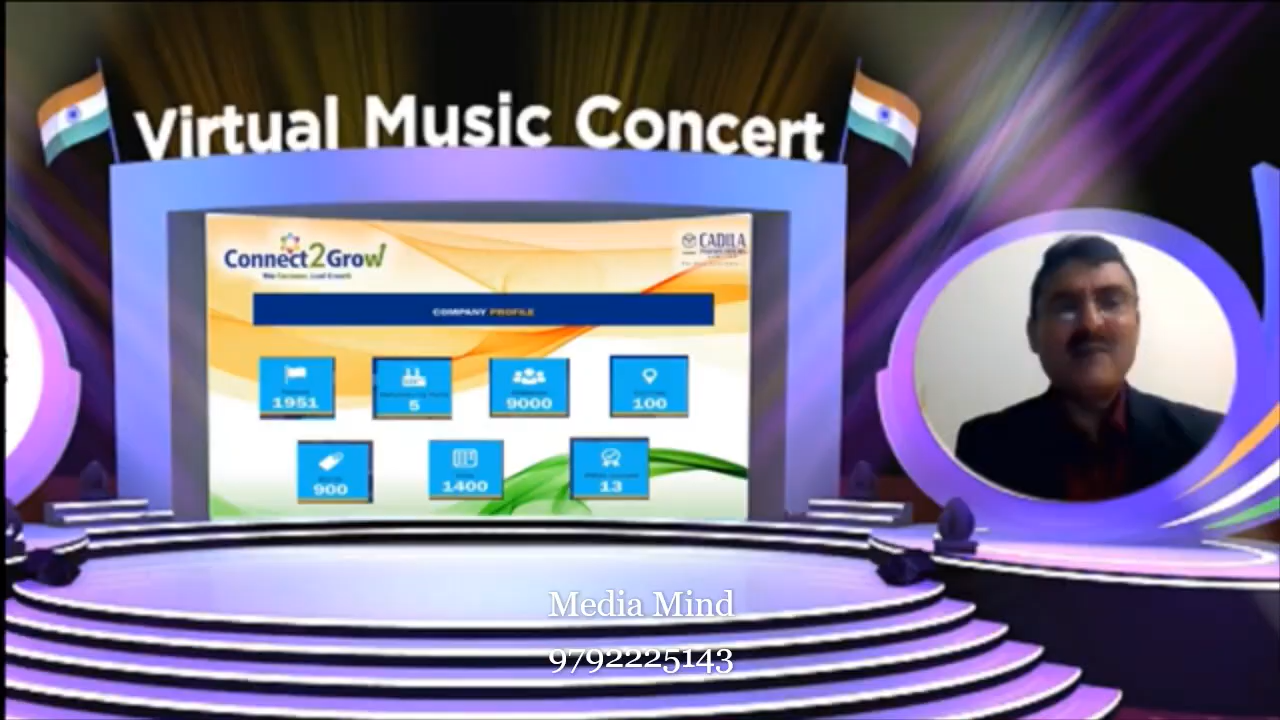 Virtual Music Concert
Connect2Grow
CADILA
COMPANY PROFILE
1951
5
9000
100
900
1400
13
Media Mind
9792225143